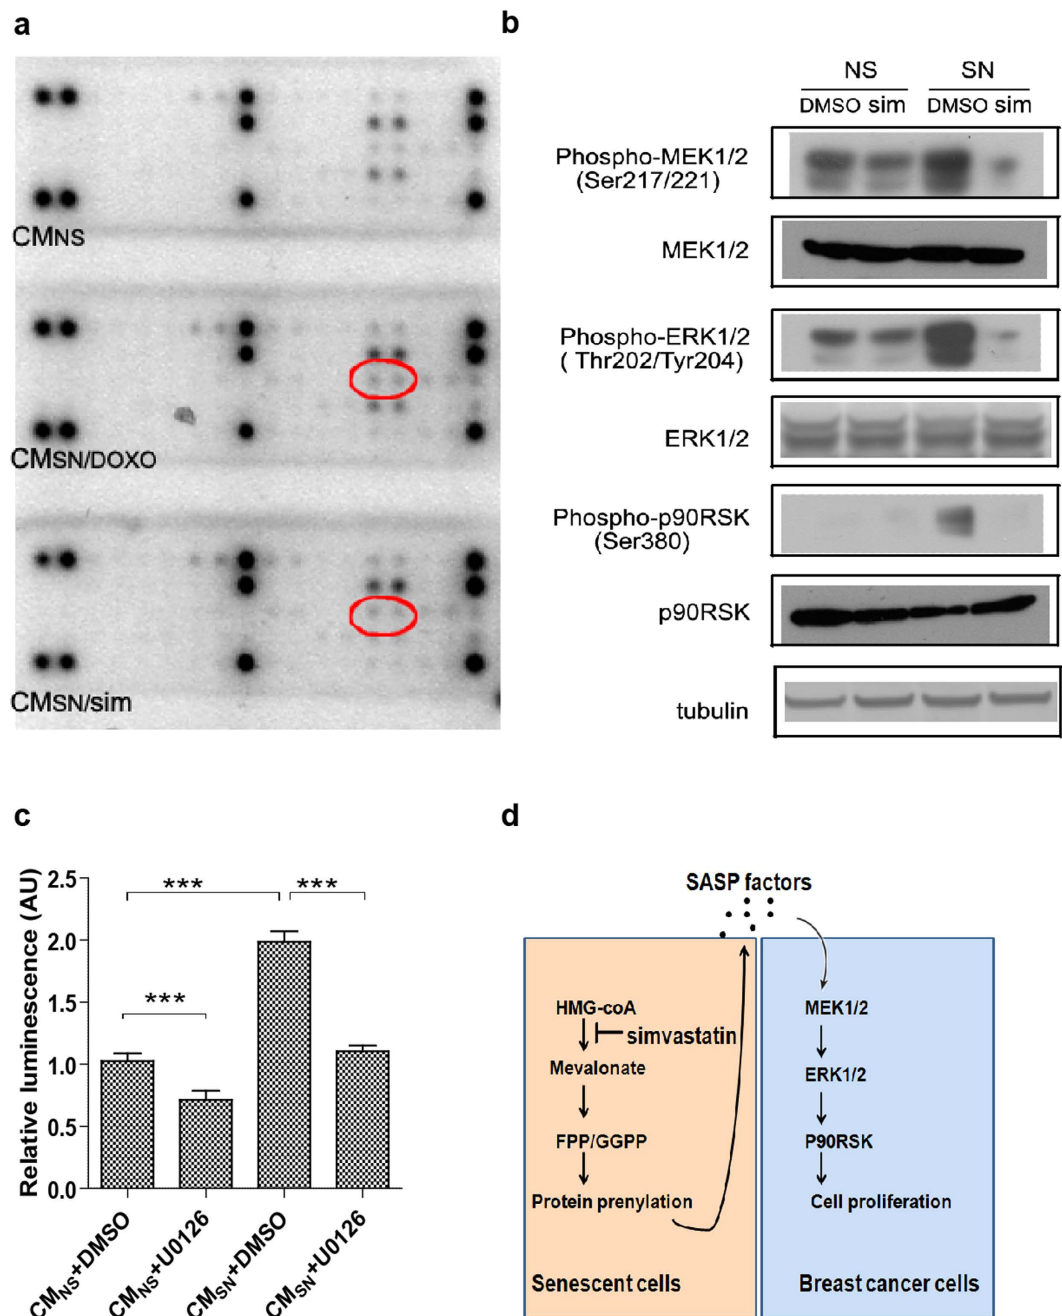 a
CMNS
CMSN/DOXO
CMSN/sim
b
NS SN
DMSO sim DMSO sim
Phospho-MEK1/2
(Ser217/221)
MEK1/2
Phospho-ERK1/2
( Thr202/Tyr204)
ERK1/2
Phospho-p90RSK
(Ser380)
p90RSK
tubulin
c
Relative luminescence (AU)
2.5
2.0
1.5
1.0
0.5
0.0
***
***
***
CMNS+DMSO
CMNS+U0126
CMSN+DMSO
CMSN+U0126
d
SASP factors
HMG-coA
simvastatin
Mevalonate
FPP/GGPP
Protein prenylation
Senescent cells
MEK1/2
ERK1/2
P90RSK
Cell proliferation
Breast cancer cells